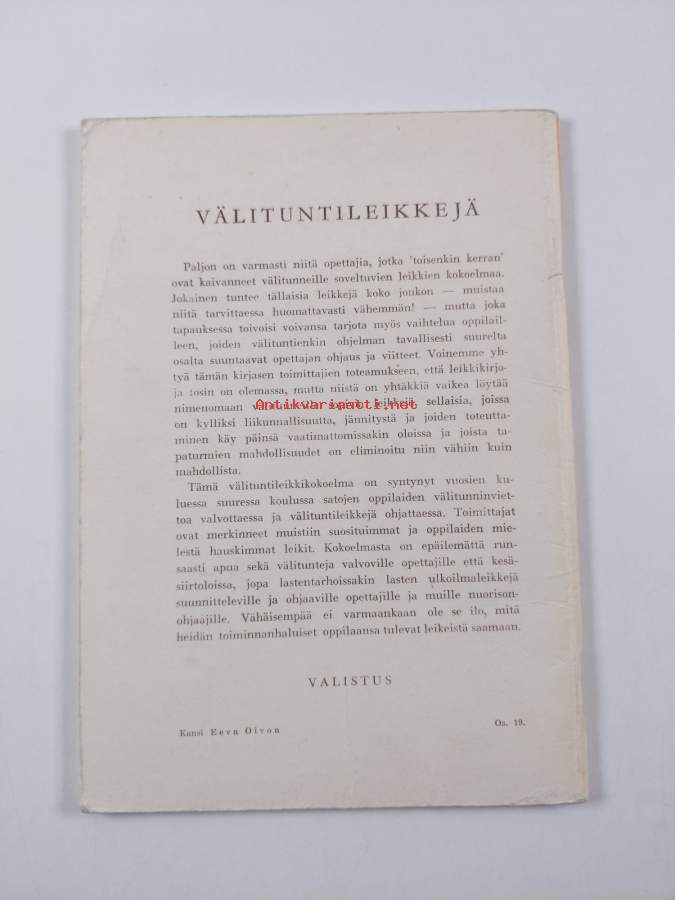 VÄLITUNTILEIKKEJÄ
Paljon on varmasti niitä opettajia, jotka "toisenkin kerran"
ovat kaivanneet välitunneille soveltuvien leikkien kokoelmaa.
Jokainen tuntee tällaisia leikkejä koko joukon — muistaa
niitä tarvittaessa huomattavasti vähemmän! — mutta joka
tapauksessa toivoisi voivansa tarjota myös vaihtelua oppilail-
leen, joiden välituntienkin ohjelman tavallisesti suurelta
osalta suuntaavat opettajan ohjaus ja viitteet. Voinemme yh-
tyä tämän kirjasen toimittajien toteamukseen, että leikkikirjo-
ja tosin on olemassa, mutta niistä on yhtäkkiä vaikea löytää
nimenomaan leikkejä, sellaisia, joissa
Antikvariaatti.net
on kylliksi liikunnallisuutta, jännitystä ja joiden toteutta-
minen käy päinsä vaatimattomissakin oloissa ja joista ta-
paturmien mahdollisuudet on eliminoitu niin vähiin kuin
mahdollista.
Tämä välituntileikkikokoelma on syntynyt vuosien ku-
luessa suuressa koulussa satojen oppilaiden välitunninviet-
toa valvottaessa ja välituntileikkejä ohjattaessa. Toimittajat
ovat merkinneet muistiin suosituimmat ja oppilaiden mie-
lestä hauskimmat leikit. Kokoelmasta on epäilemättä run-
saasti apua sekä välitunteja valvoville opettajille että kesä-
siirtoloissa, jopa lastentarhoissakin lasten ulkoilmaleikkejä
suunnitteleville ja ohjaaville opettajille ja muille nuorison-
ohjaajille. Vähäisempää ei varmaankaan ole se ilo, mitä
heidän toiminnanhaluiset oppilaansa tulevat leikeistä saamaan.
VALISTUS
Kansi Eeva Oivon
Os. 19.